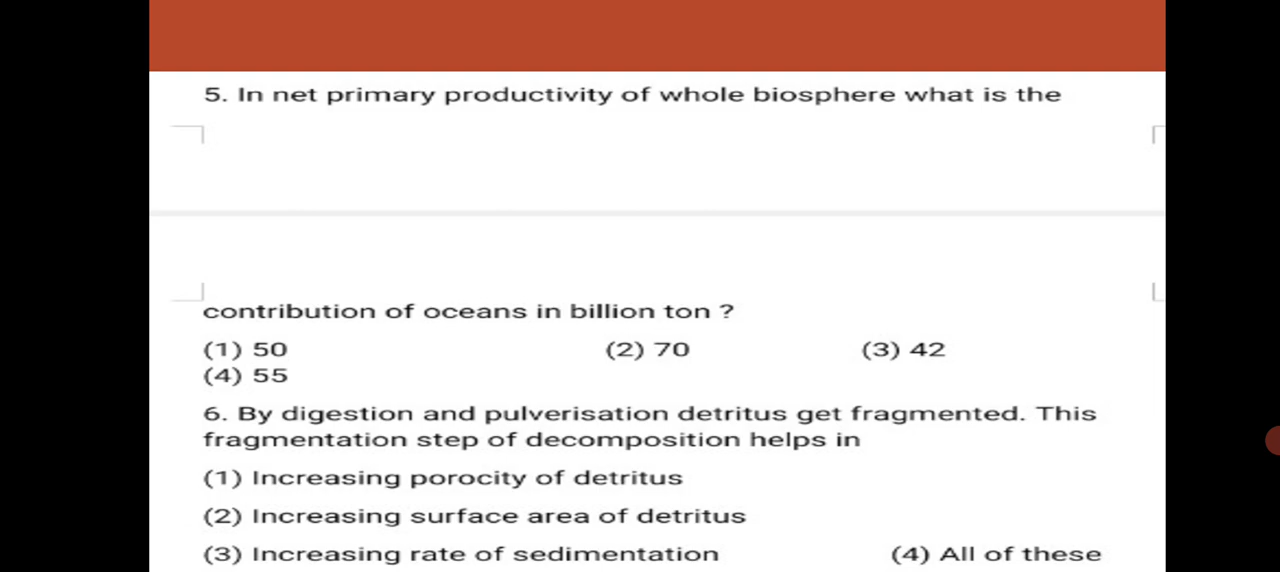 5. In net primary productivity of whole biosphere what is the
contribution of oceans in billion ton ?
(1) 50 (2) 70 (3) 42
(4) 55
6. By digestion and pulverisation detritus get fragmented. This
fragmentation step of decomposition helps in
(1) Increasing porocity of detritus
(2) Increasing surface area of detritus
(3) Increasing rate of sedimentation (4) All of these